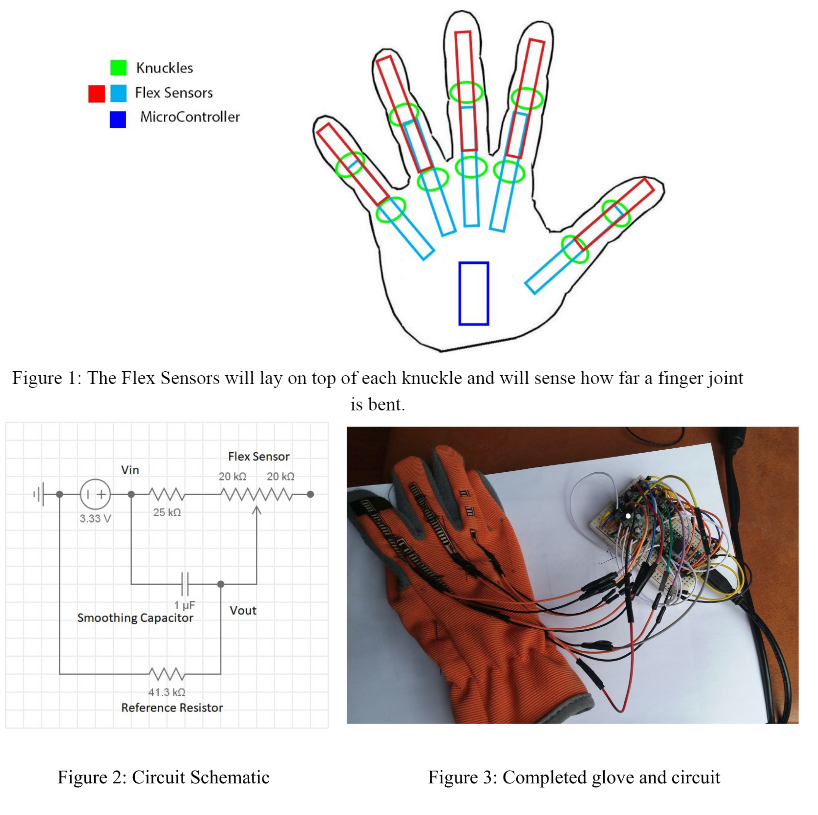 Knuckles
Flex Sensors
MicroController
Figure 1: The Flex Sensors will lay on top of each knuckle and will sense how far a finger joint
is bent.
Flex Sensor
Vin
20 kΩ 20 kΩ
3.33 V
25 kΩ
1 µF
Vout
Smoothing Capacitor
41.3 kΩ
Reference Resistor
Figure 2: Circuit Schematic
Figure 3: Completed glove and circuit